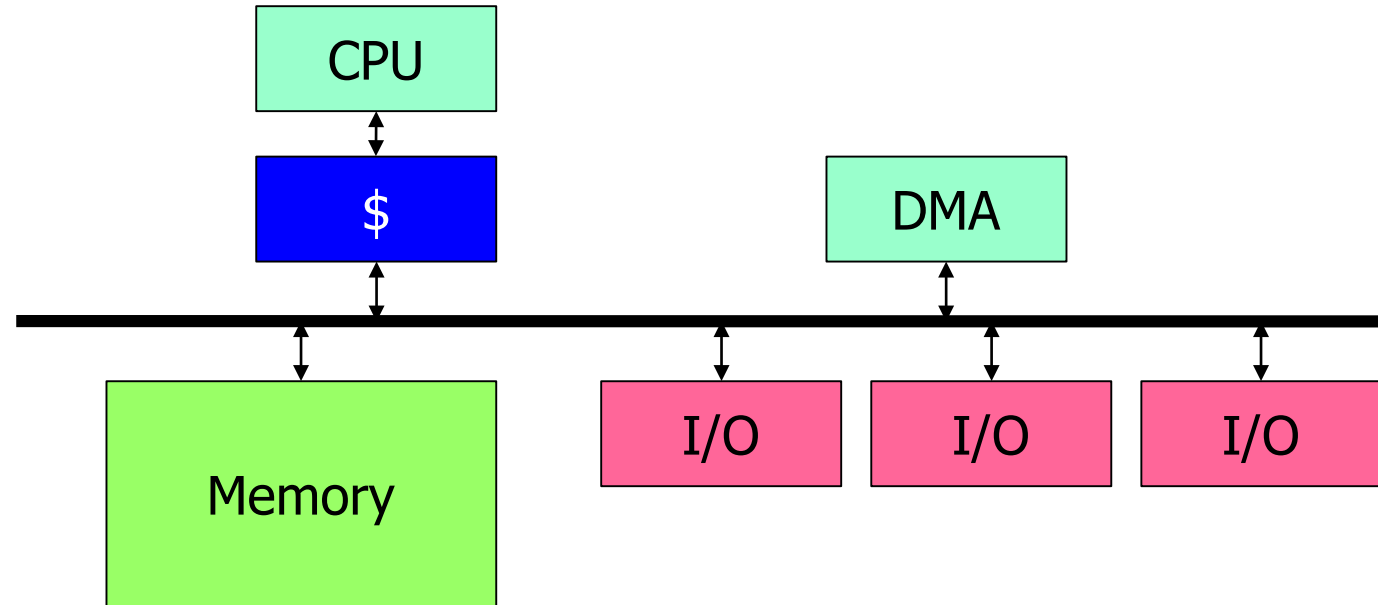 CPU
$
DMA
I/O
I/O
I/O
Memory